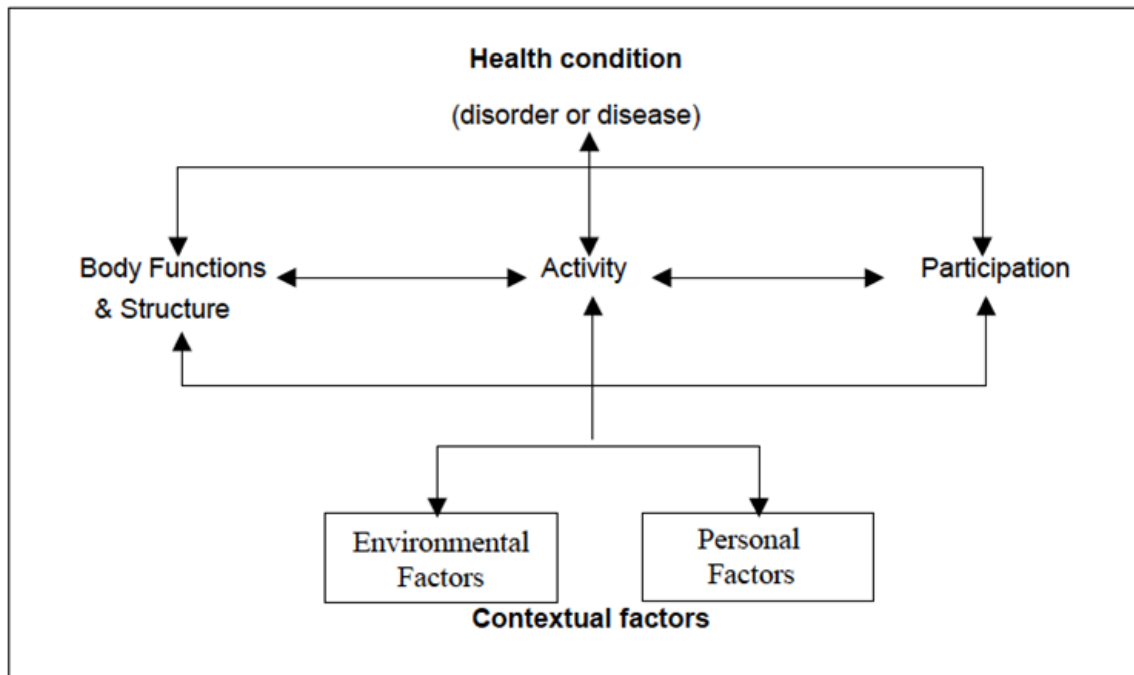 Health condition
(disorder or disease)
Body Functions
& Structure
Activity
Participation
Environmental
Factors
Personal
Factors
Contextual factors